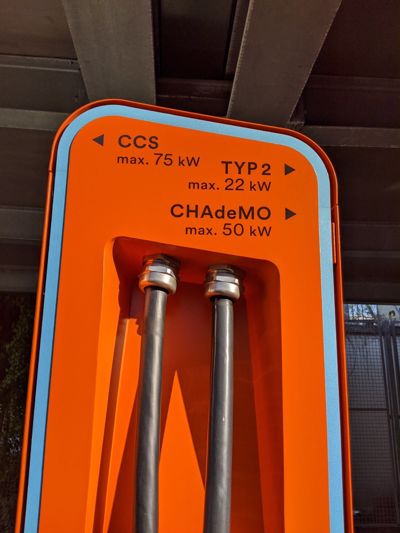 ◀ CCS
max. 75 kW
TYP 2 ▶
max. 22 kW
CHAdeMO ▶
max. 50 kW